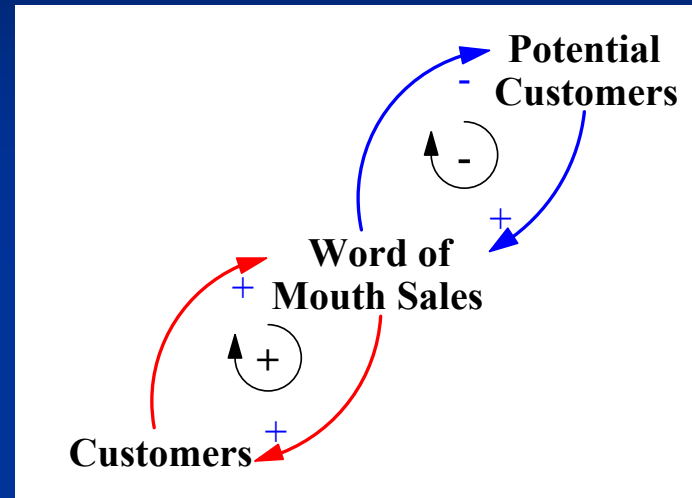 Potential
Customers
-
-
+
Word of
Mouth Sales
+
+
+
Customers